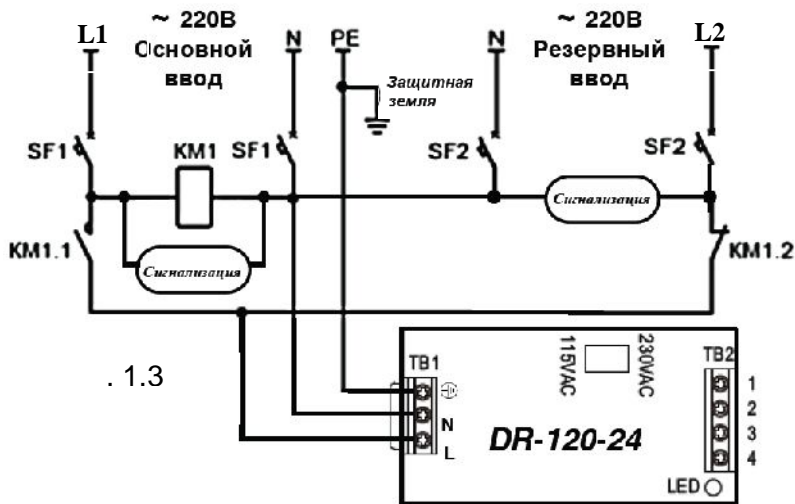 L1
~ 220В
Основной
ввод
N
PE
Защитная
земля
N
~ 220В
Резервный
ввод
L2
SF1
KM1
SF1
SF2
SF2
Сигнализация
KM1.1
Сигнализация
KM1.2
. 1.3
TB1
N
L
115VAC
230VAC
DR-120-24
TB2
1
2
3
4
LED